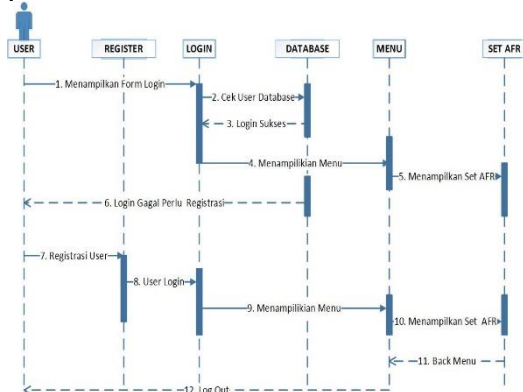 USER
REGISTER
LOGIN
DATABASE
MENU
SET AFR
1. Menampilkan Form Login
2. Cek User Database
3. Login Sukses
4. Menampilikian Menu
5. Menampilkan Set AFR
6. Login Gagal Perlu Registrasi
7. Registrasi User
8. User Login
9. Menampilikian Menu
10. Menampilkan Set AFR
11. Back Menu
12. Log Out